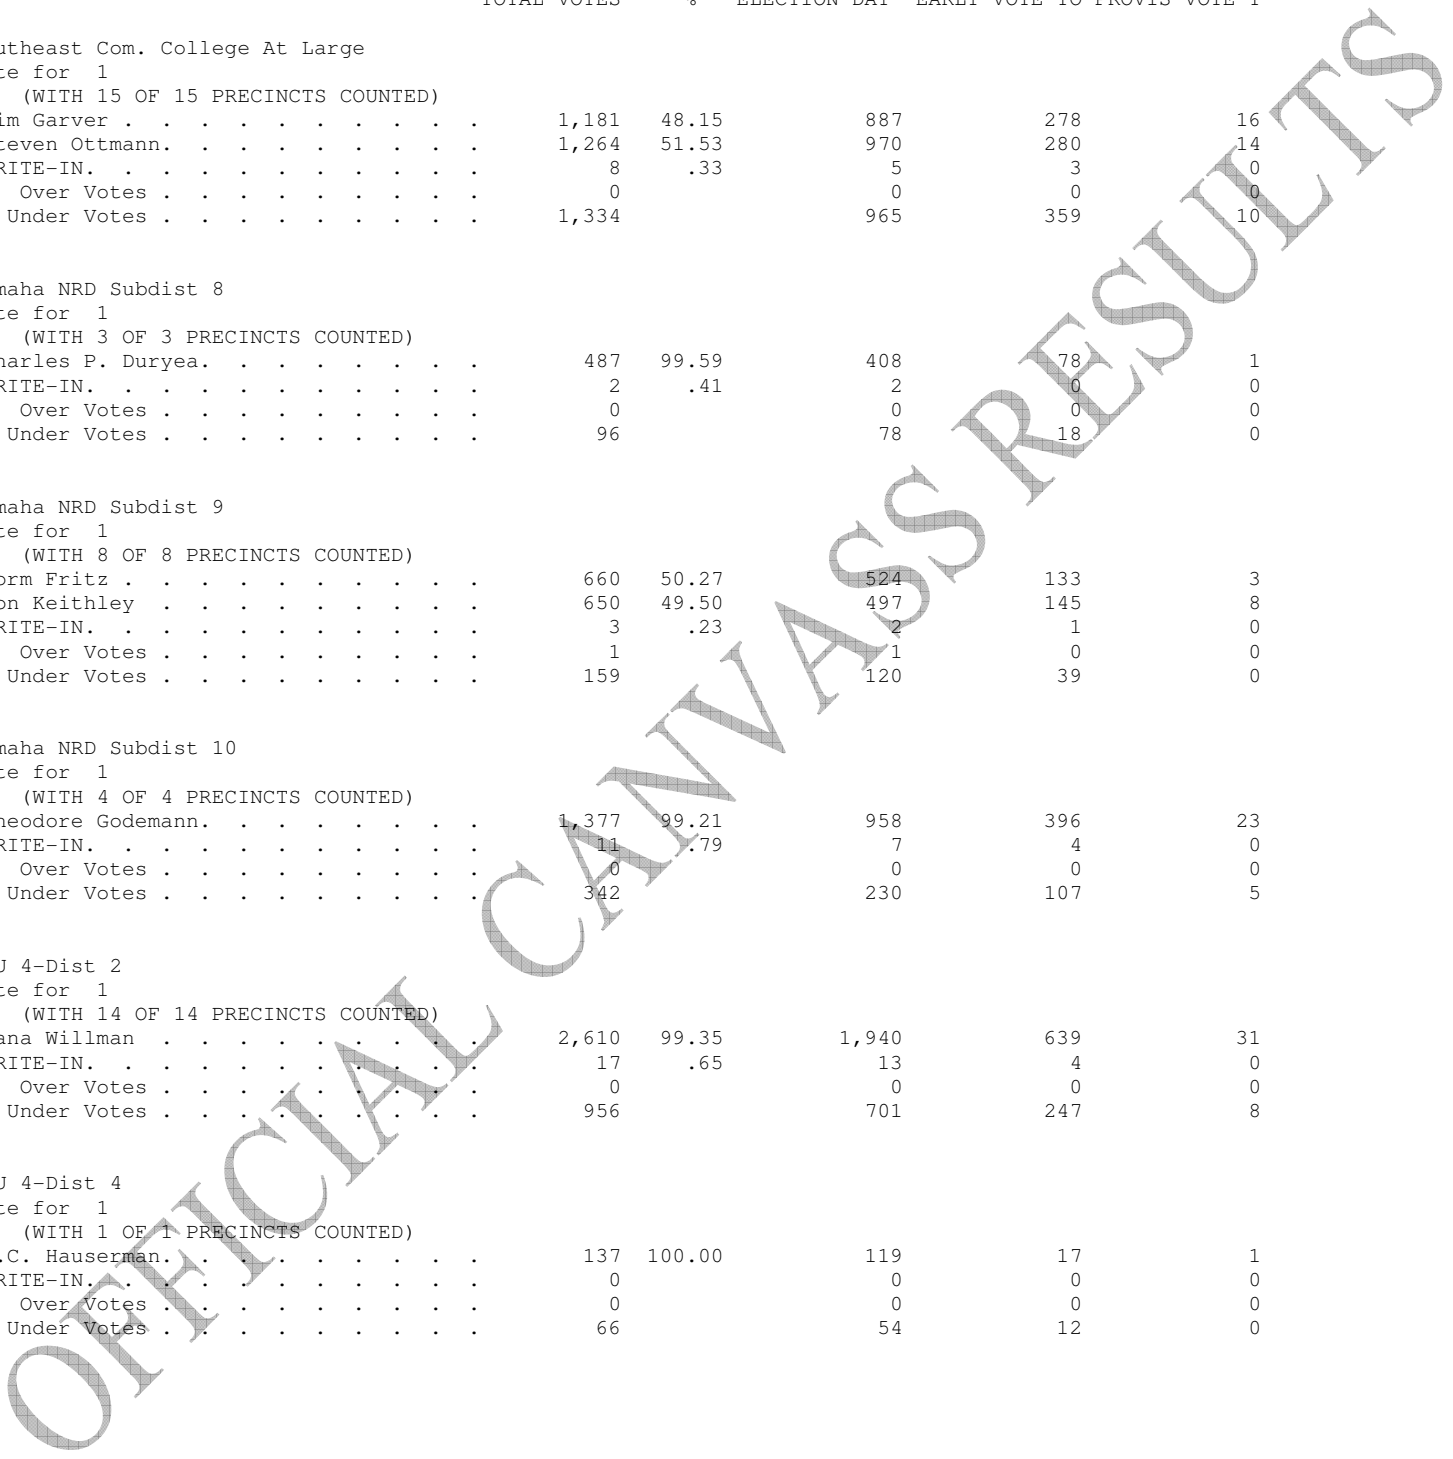 TOTAL VOTES % ELECTION DAY EARLY VOTE TO PROVIS VOTE T
utheast Com. College At Large
te for 1
(WITH 15 OF 15 PRECINCTS COUNTED)
im Garver . . . . . . . . . . 1,181 48.15 887 278 16
teven Ottmann. . . . . . . . . 1,264 51.53 970 280 14
RITE-IN. . . . . . . . . . . 8 .33 5 3 0
Over Votes . . . . . . . . . 0 0 0 0
Under Votes . . . . . . . . . 1,334 965 359 10
maha NRD Subdist 8
te for 1
(WITH 3 OF 3 PRECINCTS COUNTED)
harles P. Duryea. . . . . . . . 487 99.59 408 78 1
RITE-IN. . . . . . . . . . . 2 .41 2 0 0
Over Votes . . . . . . . . . 0 0 0 0
Under Votes . . . . . . . . . 96 78 18 0
maha NRD Subdist 9
te for 1
(WITH 8 OF 8 PRECINCTS COUNTED)
orm Fritz . . . . . . . . . . 660 50.27 524 133 3
on Keithley . . . . . . . . . 650 49.50 497 145 8
RITE-IN. . . . . . . . . . . 3 .23 2 1 0
Over Votes . . . . . . . . . 1 1 0 0
Under Votes . . . . . . . . . 159 120 39 0
maha NRD Subdist 10
te for 1
(WITH 4 OF 4 PRECINCTS COUNTED)
heodore Godemann. . . . . . . . 1,377 99.21 958 396 23
RITE-IN. . . . . . . . . . . 11 .79 7 4 0
Over Votes . . . . . . . . . 0 0 0 0
Under Votes . . . . . . . . . 342 230 107 5
U 4-Dist 2
te for 1
(WITH 14 OF 14 PRECINCTS COUNTED)
ana Willman . . . . . . . . . 2,610 99.35 1,940 639 31
RITE-IN. . . . . . . . . . . 17 .65 13 4 0
Over Votes . . . . . . . . . 0 0 0 0
Under Votes . . . . . . . . . 956 701 247 8
U 4-Dist 4
te for 1
(WITH 1 OF 1 PRECINCTS COUNTED)
.C. Hauserman. . . . . . . . . 137 100.00 119 17 1
RITE-IN. . . . . . . . . . . 0 0 0 0
Over Votes . . . . . . . . . 0 0 0 0
Under Votes . . . . . . . . . 66 54 12 0
OFFICIAL CANVASS RESULTS